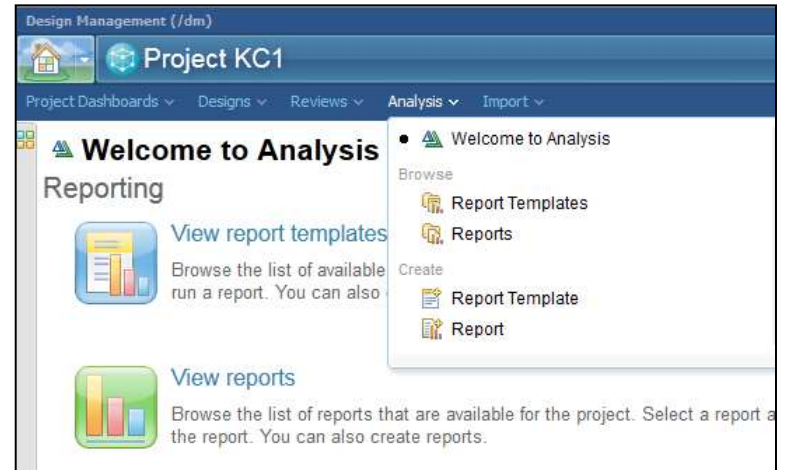 Design Management (/dm)
Project KC1
Project Dashboards Designs Reviews Analysis Import
Welcome to Analysis
Reporting
View report templates
Browse the list of available
run a report. You can also
View reports
Browse the list of reports that are available for the project. Select a report a
the report. You can also create reports.
Welcome to Analysis
Browse
Report Templates
Reports
Create
Report Template
Report